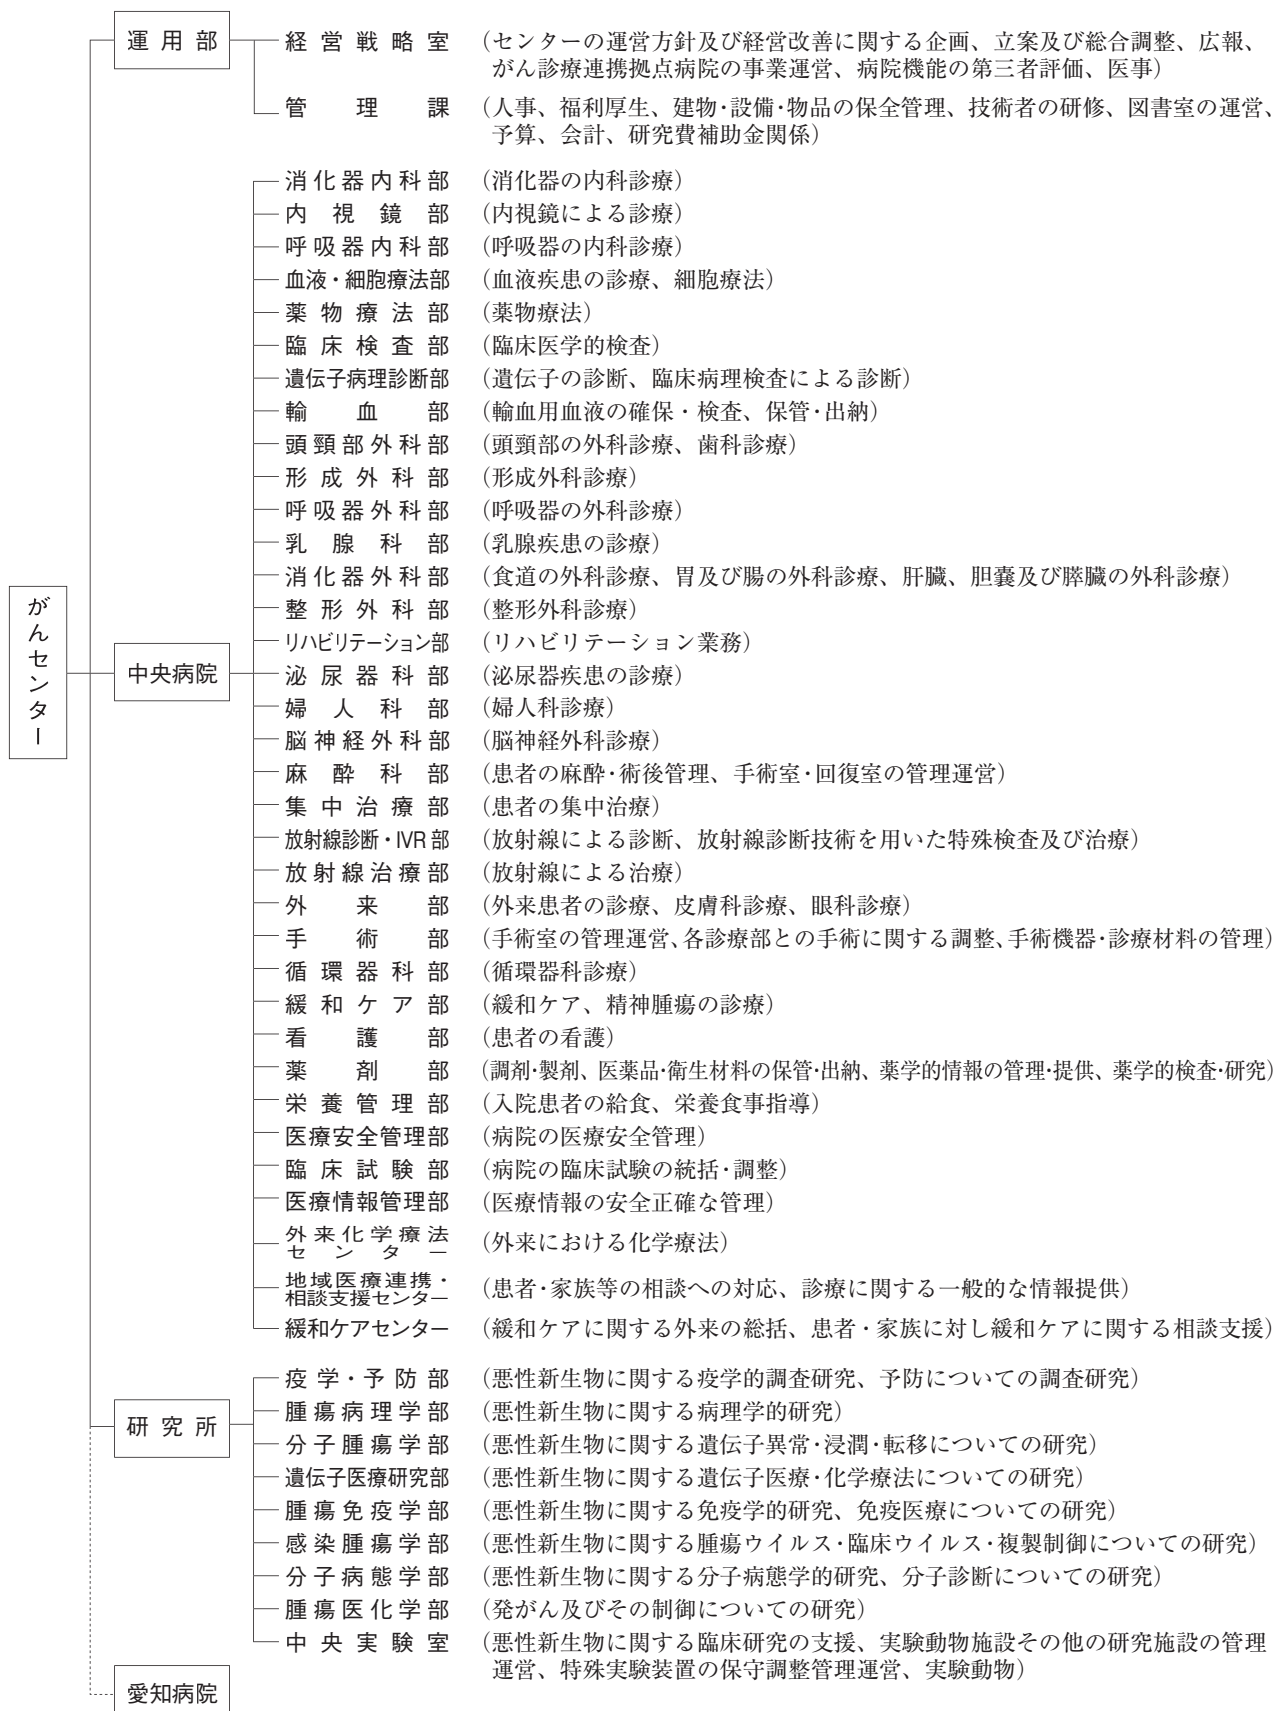 運用部
経営戦略室 （センターの運営方針及び経営改善に関する企画、立案及び総合調整、広報、
がん診療連携拠点病院の事業運営、病院機能の第三者評価、医事）
管理課 （人事、福利厚生、建物・設備・物品の保全管理、技術者の研修、図書室の運営、
予算、会計、研究費補助金関係）
がんセンター
中央病院
消化器内科部 （消化器の内科診療）
内視鏡部 （内視鏡による診療）
呼吸器内科部 （呼吸器の内科診療）
血液・細胞療法部 （血液疾患の診療、細胞療法）
薬物療法部 （薬物療法）
臨床検査部 （臨床医学的検査）
遺伝子病理診断部 （遺伝子の診断、臨床病理検査による診断）
輸血部 （輸血用血液の確保・検査、保管・出納）
頭頸部外科部 （頭頸部の外科診療、歯科診療）
形成外科部 （形成外科診療）
呼吸器外科部 （呼吸器の外科診療）
乳腺科部 （乳腺疾患の診療）
消化器外科部 （食道の外科診療、胃及び腸の外科診療、肝臓、胆嚢及び膵臓の外科診療）
整形外科部 （整形外科診療）
リハビリテーション部 （リハビリテーション業務）
泌尿器科部 （泌尿器疾患の診療）
婦人科部 （婦人科診療）
脳神経外科部 （脳神経外科診療）
麻酔科部 （患者の麻酔・術後管理、手術室・回復室の管理運営）
集中治療部 （患者の集中治療）
放射線診断・IVR部 （放射線による診断、放射線診断技術を用いた特殊検査及び治療）
放射線治療部 （放射線による治療）
外来部 （外来患者の診療、皮膚科診療、眼科診療）
手術部 （手術室の管理運営、各診療部との手術に関する調整、手術機器・診療材料の管理）
循環器科部 （循環器科診療）
緩和ケア部 （緩和ケア、精神腫瘍の診療）
看護部 （患者の看護）
薬剤部 （調剤・製剤、医薬品・衛生材料の保管・出納、薬学的情報の管理・提供、薬学的検査・研究）
栄養管理部 （入院患者の給食、栄養食事指導）
医療安全管理部 （病院の医療安全管理）
臨床試験部 （病院の臨床試験の統括・調整）
医療情報管理部 （医療情報の安全正確な管理）
外来化学療法
センター （外来における化学療法）
地域医療連携・
相談支援センター （患者・家族等の相談への対応、診療に関する一般的な情報提供）
緩和ケアセンター （緩和ケアに関する外来の総括、患者・家族に対し緩和ケアに関する相談支援）
研究所
疫学・予防部 （悪性新生物に関する疫学的調査研究、予防についての調査研究）
腫瘍病理学部 （悪性新生物に関する病理学的研究）
分子腫瘍学部 （悪性新生物に関する遺伝子異常・浸潤・転移についての研究）
遺伝子医療研究部 （悪性新生物に関する遺伝子医療・化学療法についての研究）
腫瘍免疫学部 （悪性新生物に関する免疫学的研究、免疫医療についての研究）
感染腫瘍学部 （悪性新生物に関する腫瘍ウイルス・臨床ウイルス・複製制御についての研究）
分子病態学部 （悪性新生物に関する分子病態学的研究、分子診断についての研究）
腫瘍医化学部 （発がん及びその制御についての研究）
中央実験室 （悪性新生物に関する臨床研究の支援、実験動物施設その他の研究施設の管理
運営、特殊実験装置の保守調整管理運営、実験動物）
愛知病院